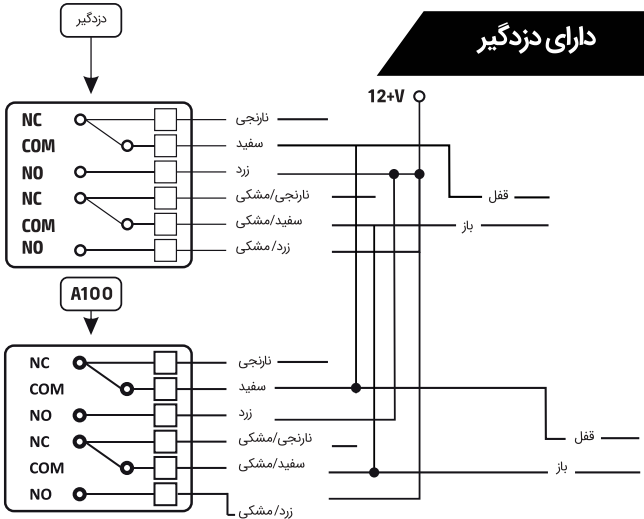 دارای دزدگیر
دزدگیر
12+V
NC نارنجی
COM سفید
NO زرد
NC نارنجی/مشکی قفل
COM سفید/مشکی باز
NO زرد/مشکی
A100
NC نارنجی
COM سفید
NO زرد
NC نارنجی/مشکی قفل
COM سفید/مشکی باز
NO زرد/مشکی